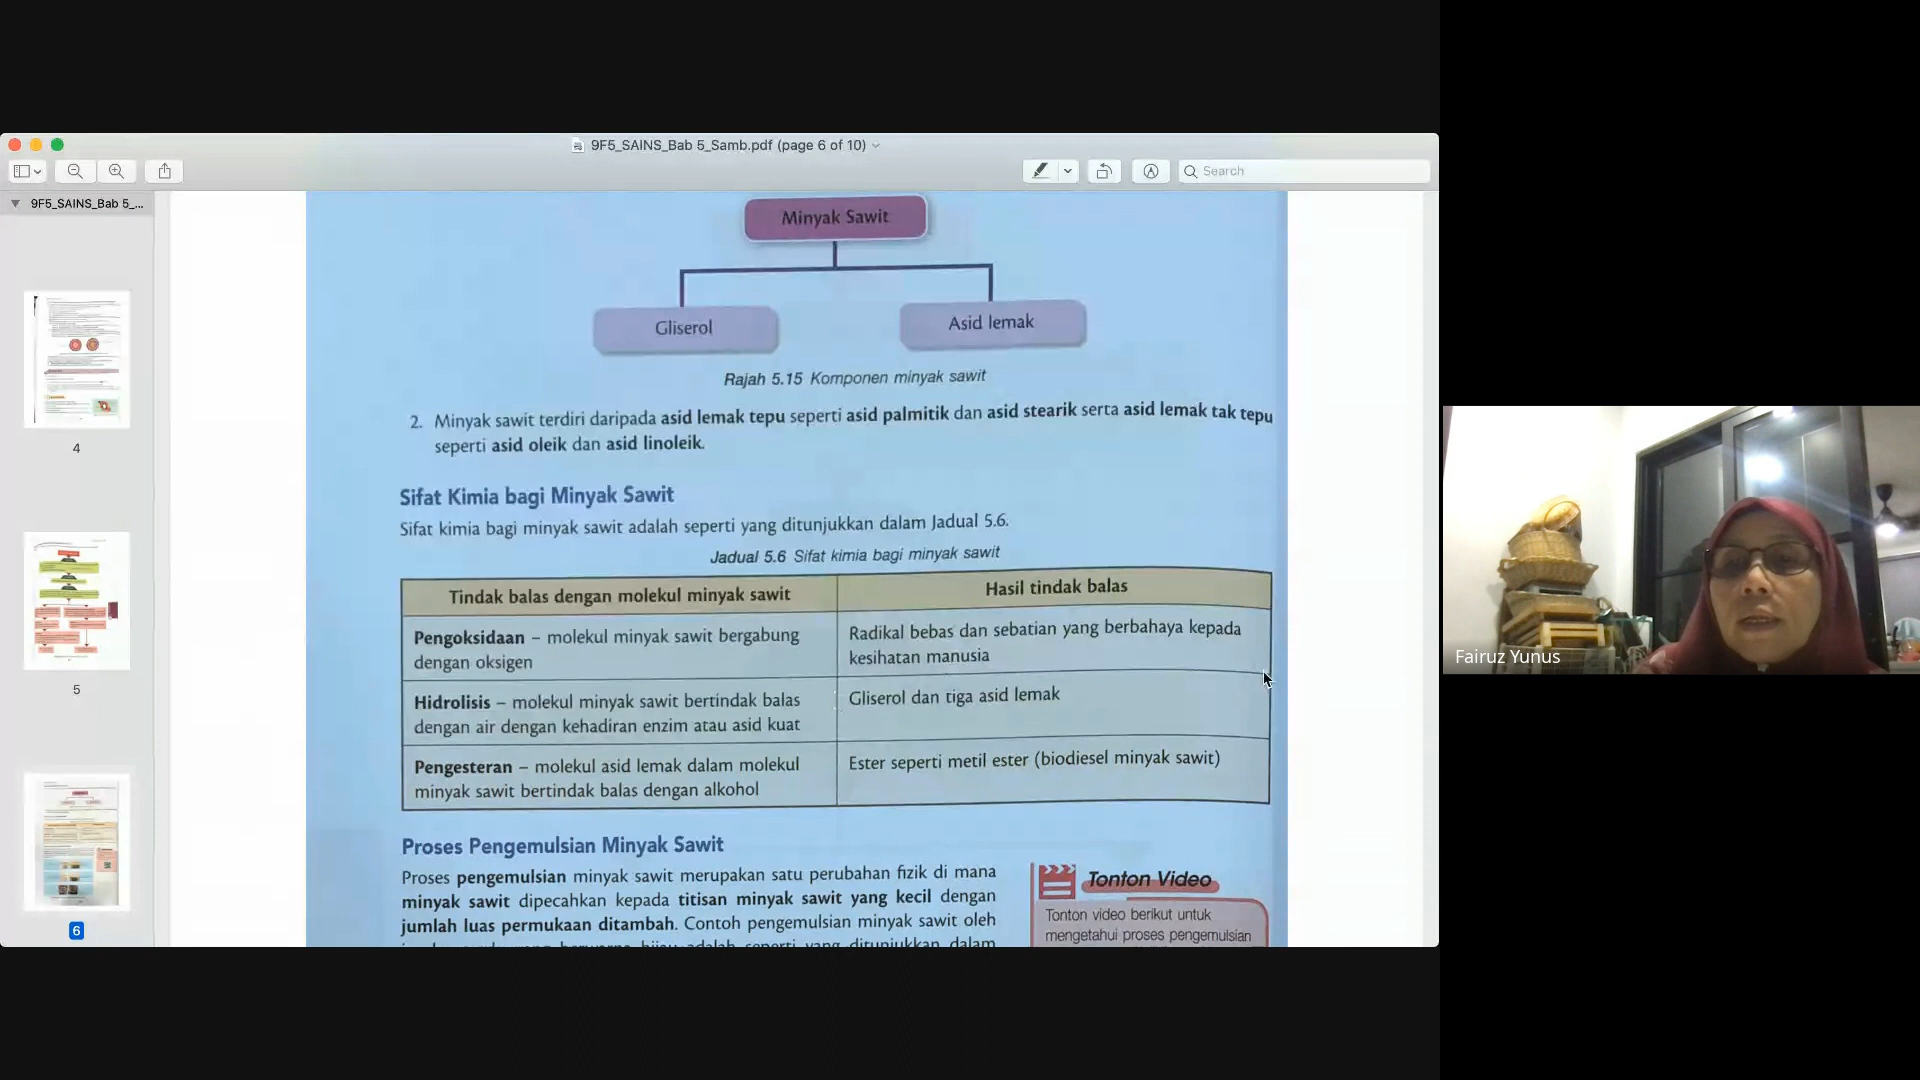 9F5_SAINS_Bab 5_Samb.pdf (page 6 of 10)
Search
9F5_SAINS_Bab 5_...
4
5
6
Minyak Sawit
Gliserol
Asid lemak
Rajah 5.15 Komponen minyak sawit
2. Minyak sawit terdiri daripada asid lemak tepu seperti asid palmitik dan asid stearik serta asid lemak tak tepu
seperti asid oleik dan asid linoleik.
Sifat Kimia bagi Minyak Sawit
Sifat kimia bagi minyak sawit adalah seperti yang ditunjukkan dalam Jadual 5.6.
Jadual 5.6 Sifat kimia bagi minyak sawit
Tindak balas dengan molekul minyak sawit
Hasil tindak balas
Pengoksidaan – molekul minyak sawit bergabung
dengan oksigen
Radikal bebas dan sebatian yang berbahaya kepada
kesihatan manusia
Hidrolisis – molekul minyak sawit bertindak balas
dengan air dengan kehadiran enzim atau asid kuat
Gliserol dan tiga asid lemak
Pengesteran – molekul asid lemak dalam molekul
minyak sawit bertindak balas dengan alkohol
Ester seperti metil ester (biodiesel minyak sawit)
Proses Pengemulsian Minyak Sawit
Proses pengemulsian minyak sawit merupakan satu perubahan fizik di mana
minyak sawit dipecahkan kepada titisan minyak sawit yang kecil dengan
jumlah luas permukaan ditambah. Contoh pengemulsian minyak sawit oleh
yang berwarna hijau adalah seperti yang ditunjukkan dalam
Tonton Video
Tonton video berikut untuk
mengetahui proses pengemulsian
Fairuz Yunus